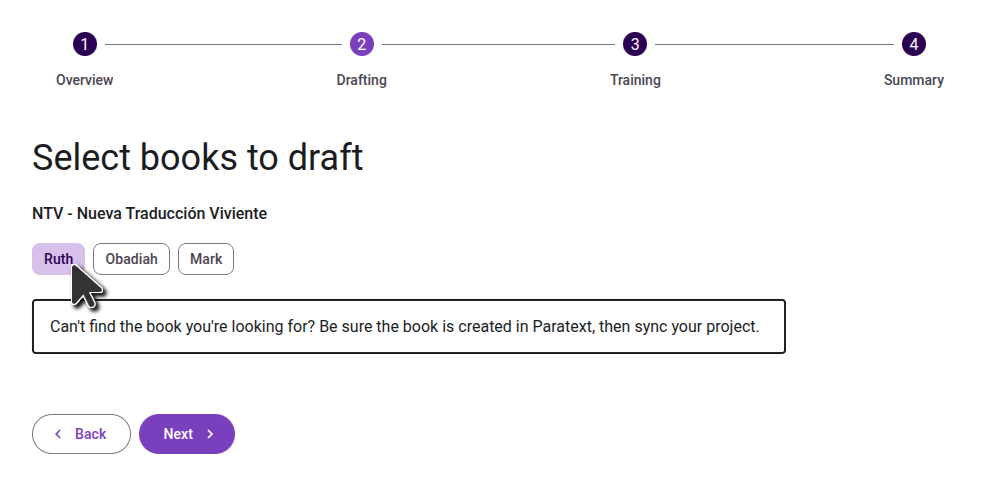 1 2 3 4
Overview Drafting Training Summary
Select books to draft
NTV - Nueva Traducción Viviente
Ruth Obadiah Mark
Can't find the book you're looking for? Be sure the book is created in Paratext, then sync your project.
Back Next